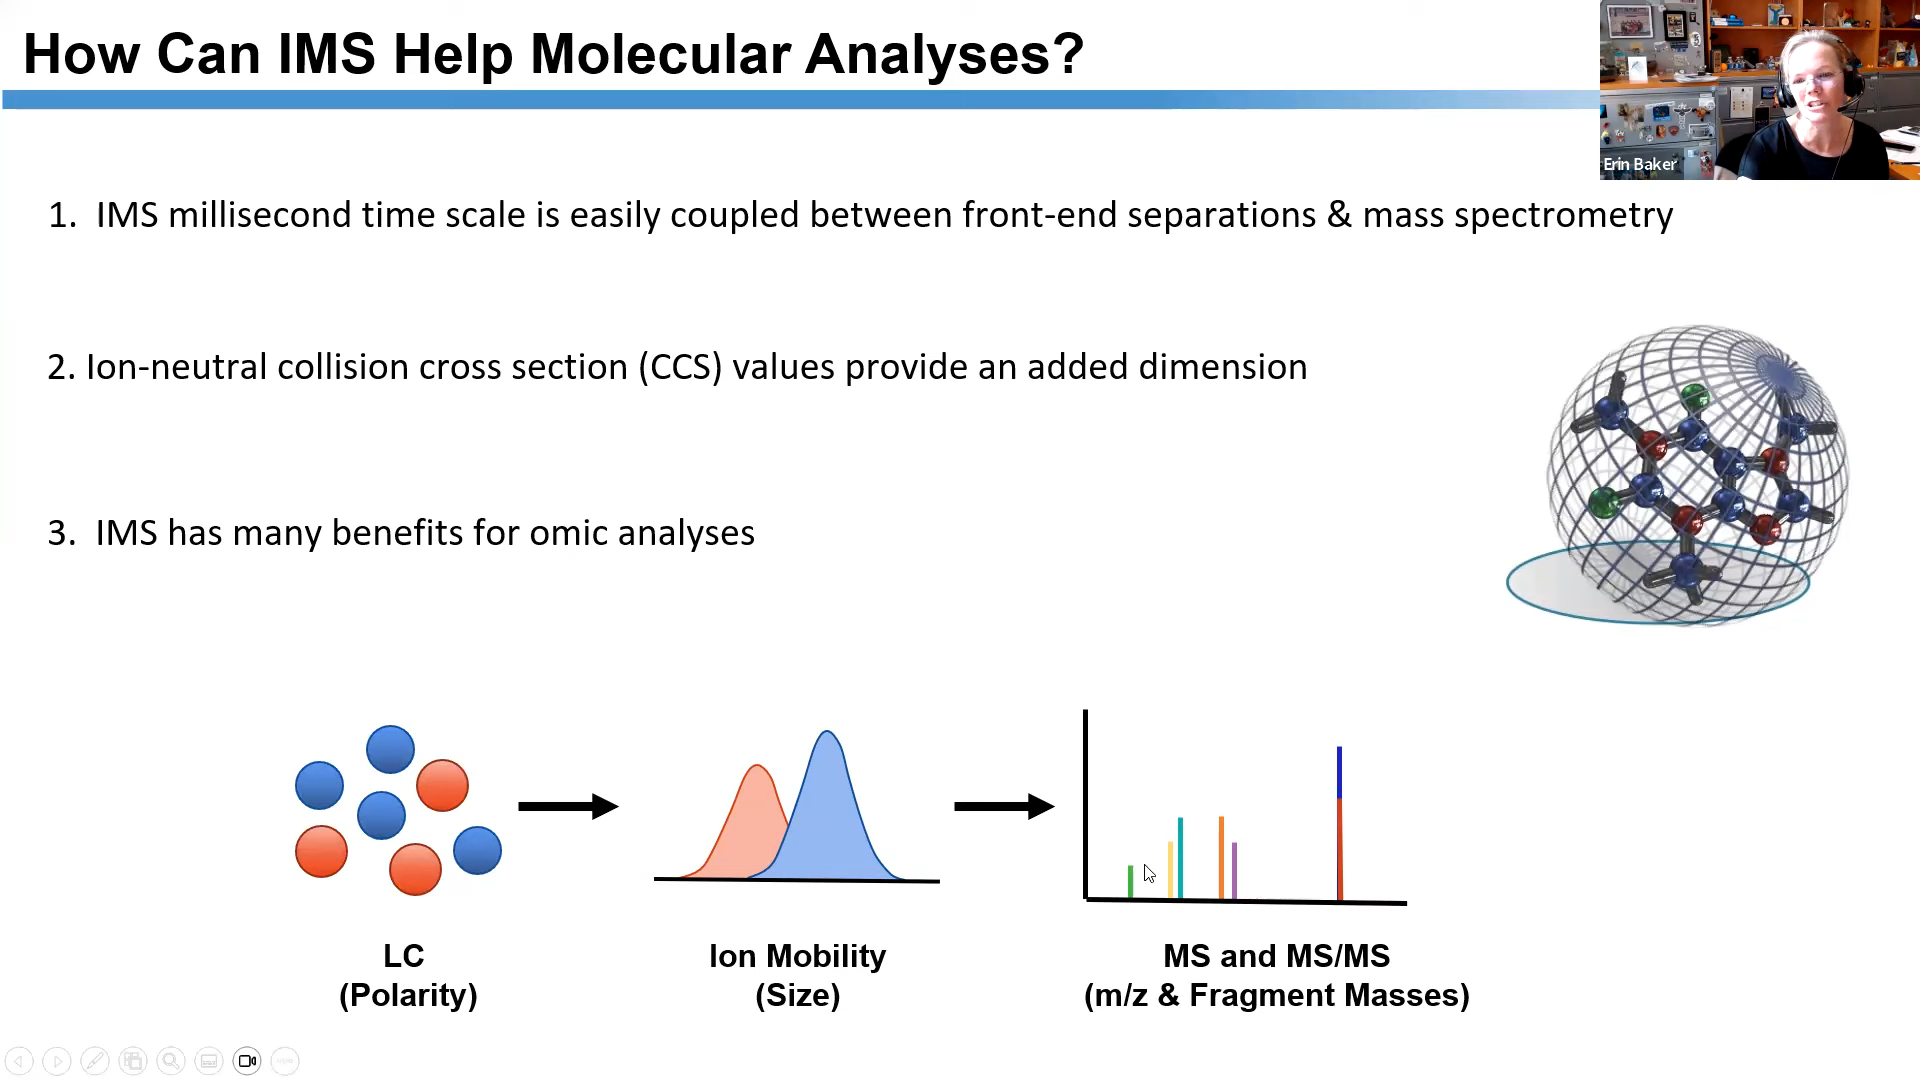 How Can IMS Help Molecular Analyses?
Erin Baker
1. IMS millisecond time scale is easily coupled between front-end separations & mass spectrometry
2. Ion-neutral collision cross section (CCS) values provide an added dimension
3. IMS has many benefits for omic analyses
LC
(Polarity)
Ion Mobility
(Size)
MS and MS/MS
(m/z & Fragment Masses)